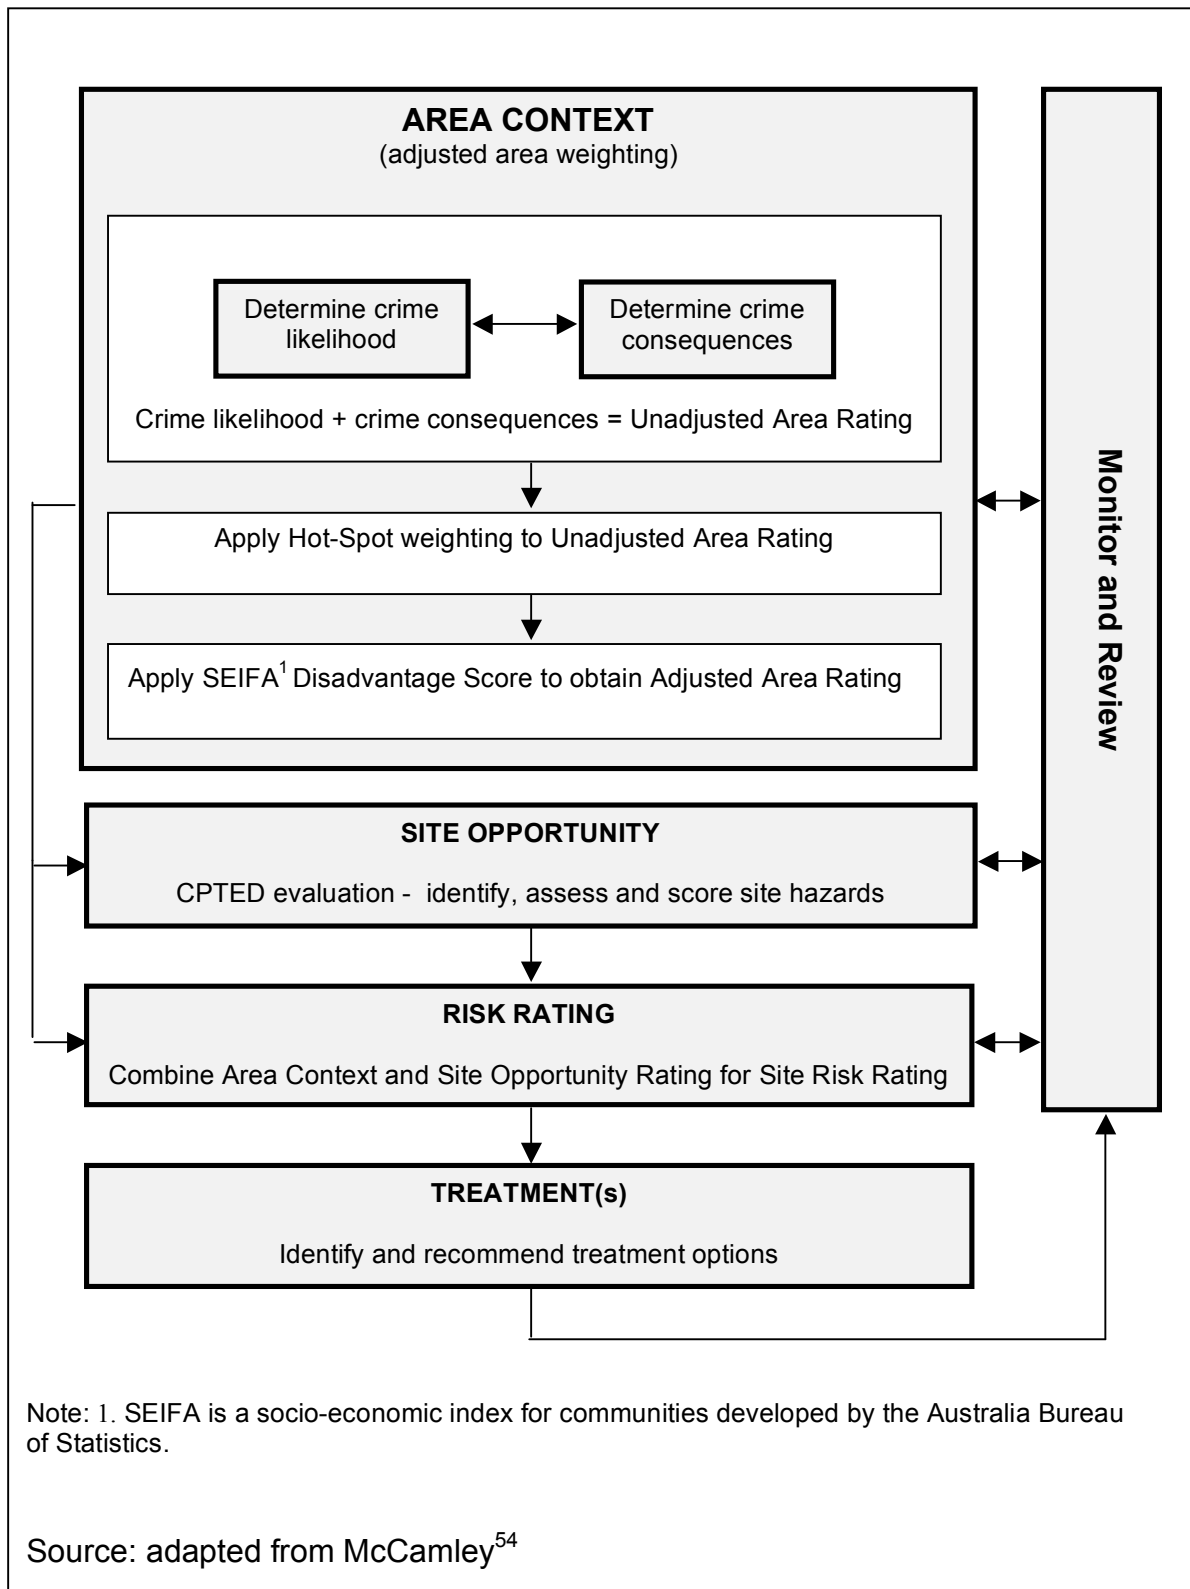 AREA CONTEXT
(adjusted area weighting)
Determine crime
likelihood
Determine crime
consequences
Crime likelihood + crime consequences = Unadjusted Area Rating
Apply Hot-Spot weighting to Unadjusted Area Rating
Apply SEIFA¹ Disadvantage Score to obtain Adjusted Area Rating
SITE OPPORTUNITY
CPTED evaluation - identify, assess and score site hazards
RISK RATING
Combine Area Context and Site Opportunity Rating for Site Risk Rating
TREATMENT(s)
Identify and recommend treatment options
Monitor and Review
Note: 1. SEIFA is a socio-economic index for communities developed by the Australia Bureau
of Statistics.
Source: adapted from McCamley⁵⁴